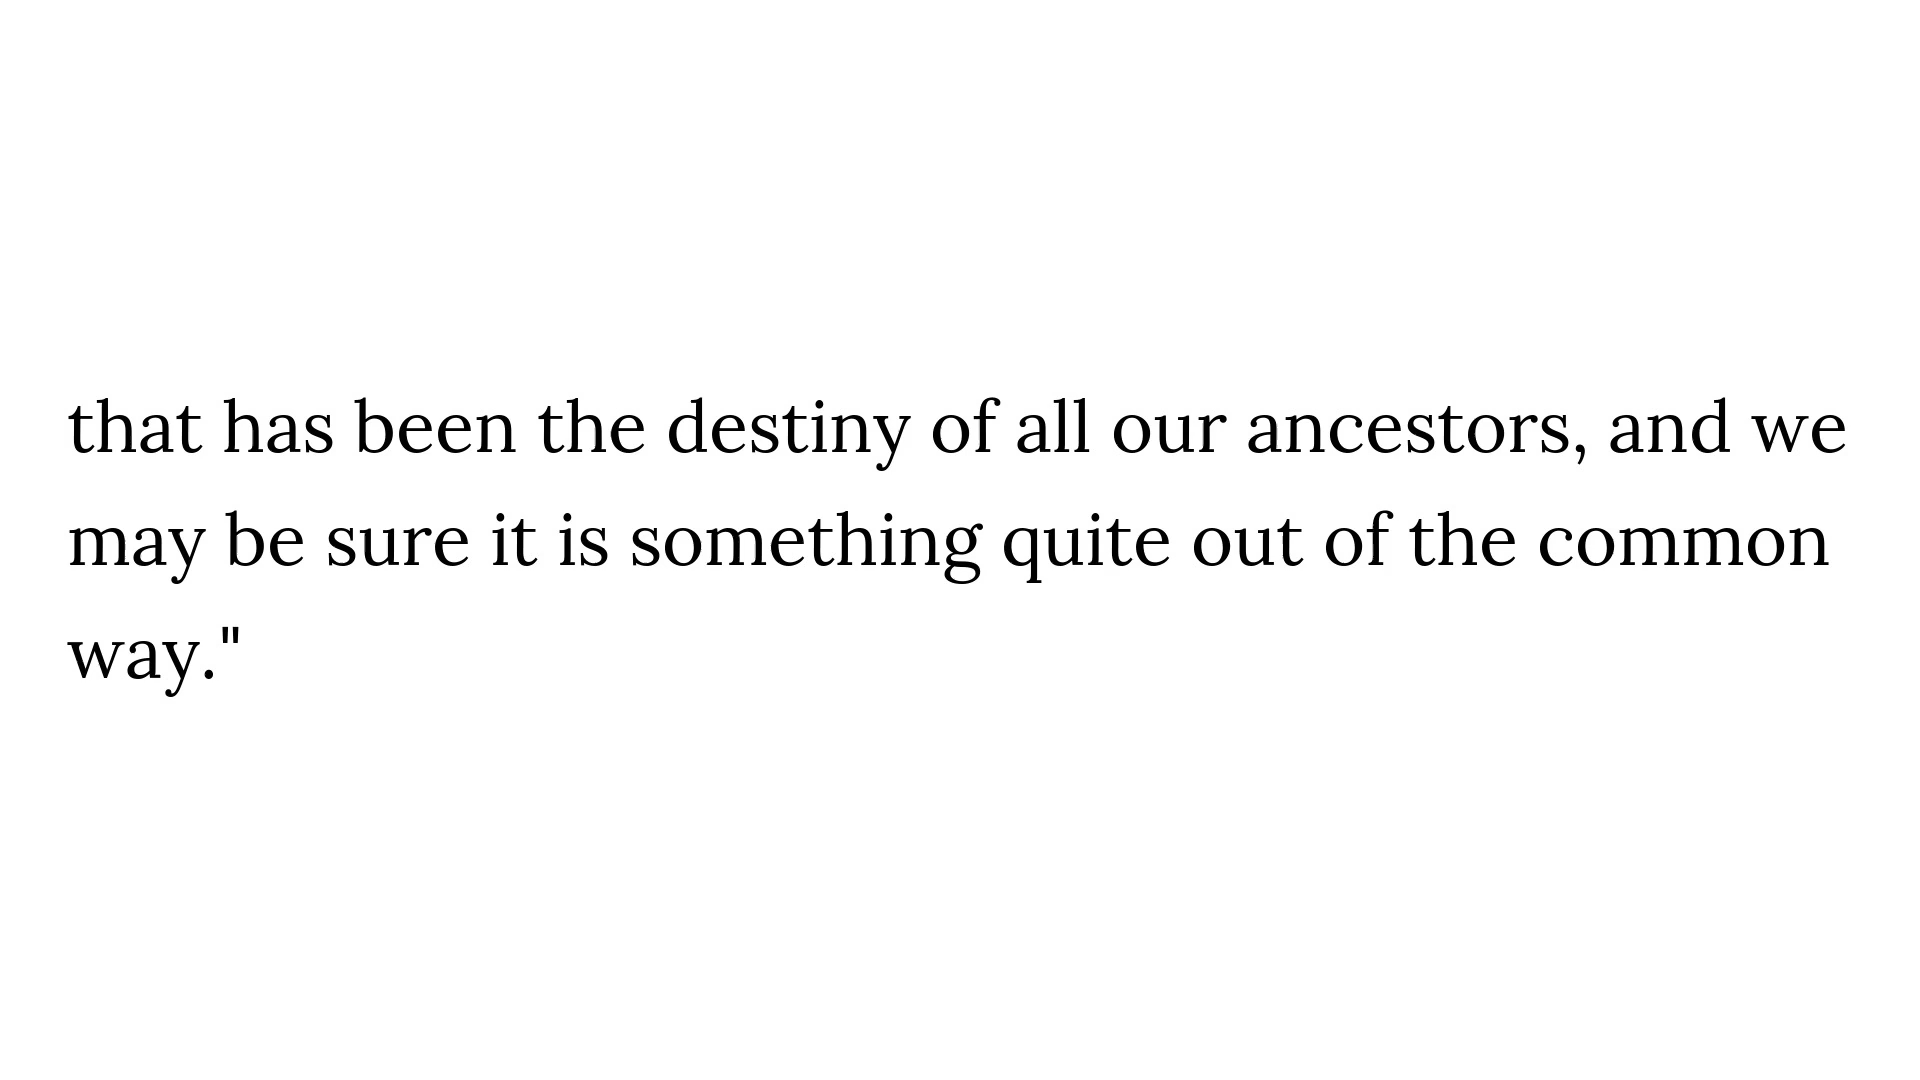 that has been the destiny of all our ancestors, and we
may be sure it is something quite out of the common
way."